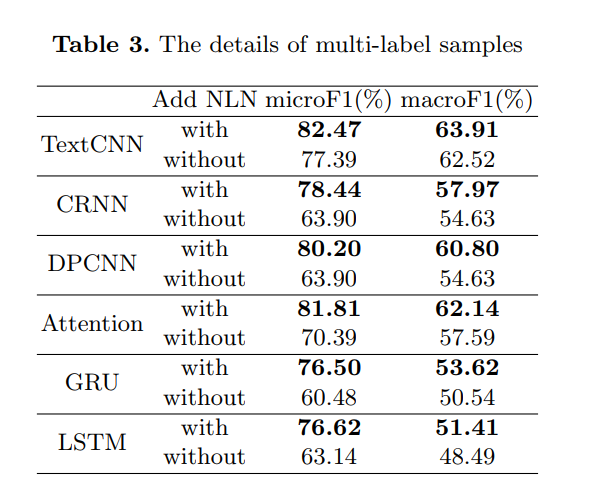 Table 3. The details of multi-label samples
Add NLN microF1(%) macroF1(%)
TextCNN with 82.47 63.91
without 77.39 62.52
CRNN with 78.44 57.97
without 63.90 54.63
DPCNN with 80.20 60.80
without 63.90 54.63
Attention with 81.81 62.14
without 70.39 57.59
GRU with 76.50 53.62
without 60.48 50.54
LSTM with 76.62 51.41
without 63.14 48.49